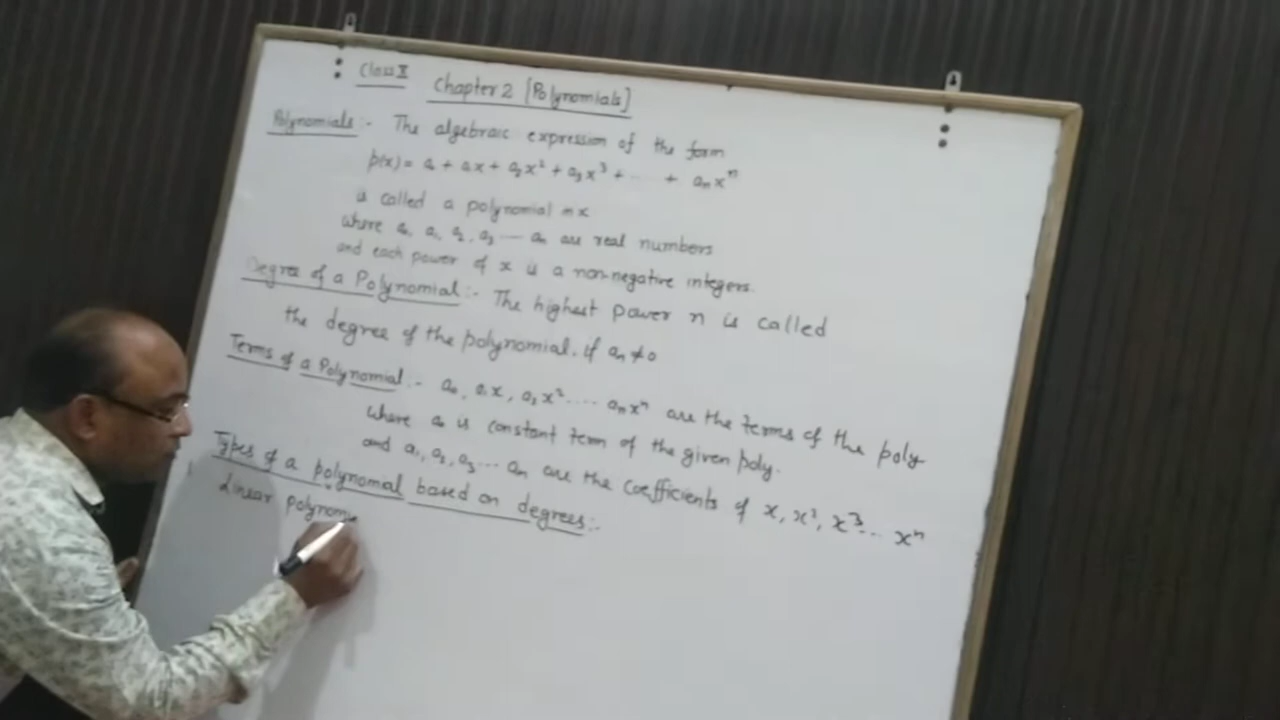 Class X Chapter 2 [Polynomials]
Polynomials:- The algebraic expression of the form
p(x) = a₀ + a₁x + a₂x² + a₃x³ + .... + aₙxⁿ
is called a polynomial in x
where a₀, a₁, a₂, a₃ .... aₙ are real numbers
and each power of x is a non-negative integers.
Degree of a Polynomial:- The highest power n is called
the degree of the polynomial. if aₙ ≠ 0
Terms of a Polynomial:- a₀, a₁x, a₂x² .... aₙxⁿ are the terms of the poly
where a₀ is constant term of the given poly.
and a₁, a₂, a₃ ... aₙ are the coefficients of x, x², x³ ... xⁿ
Types of a polynomal based on degrees:-
Linear polynomi